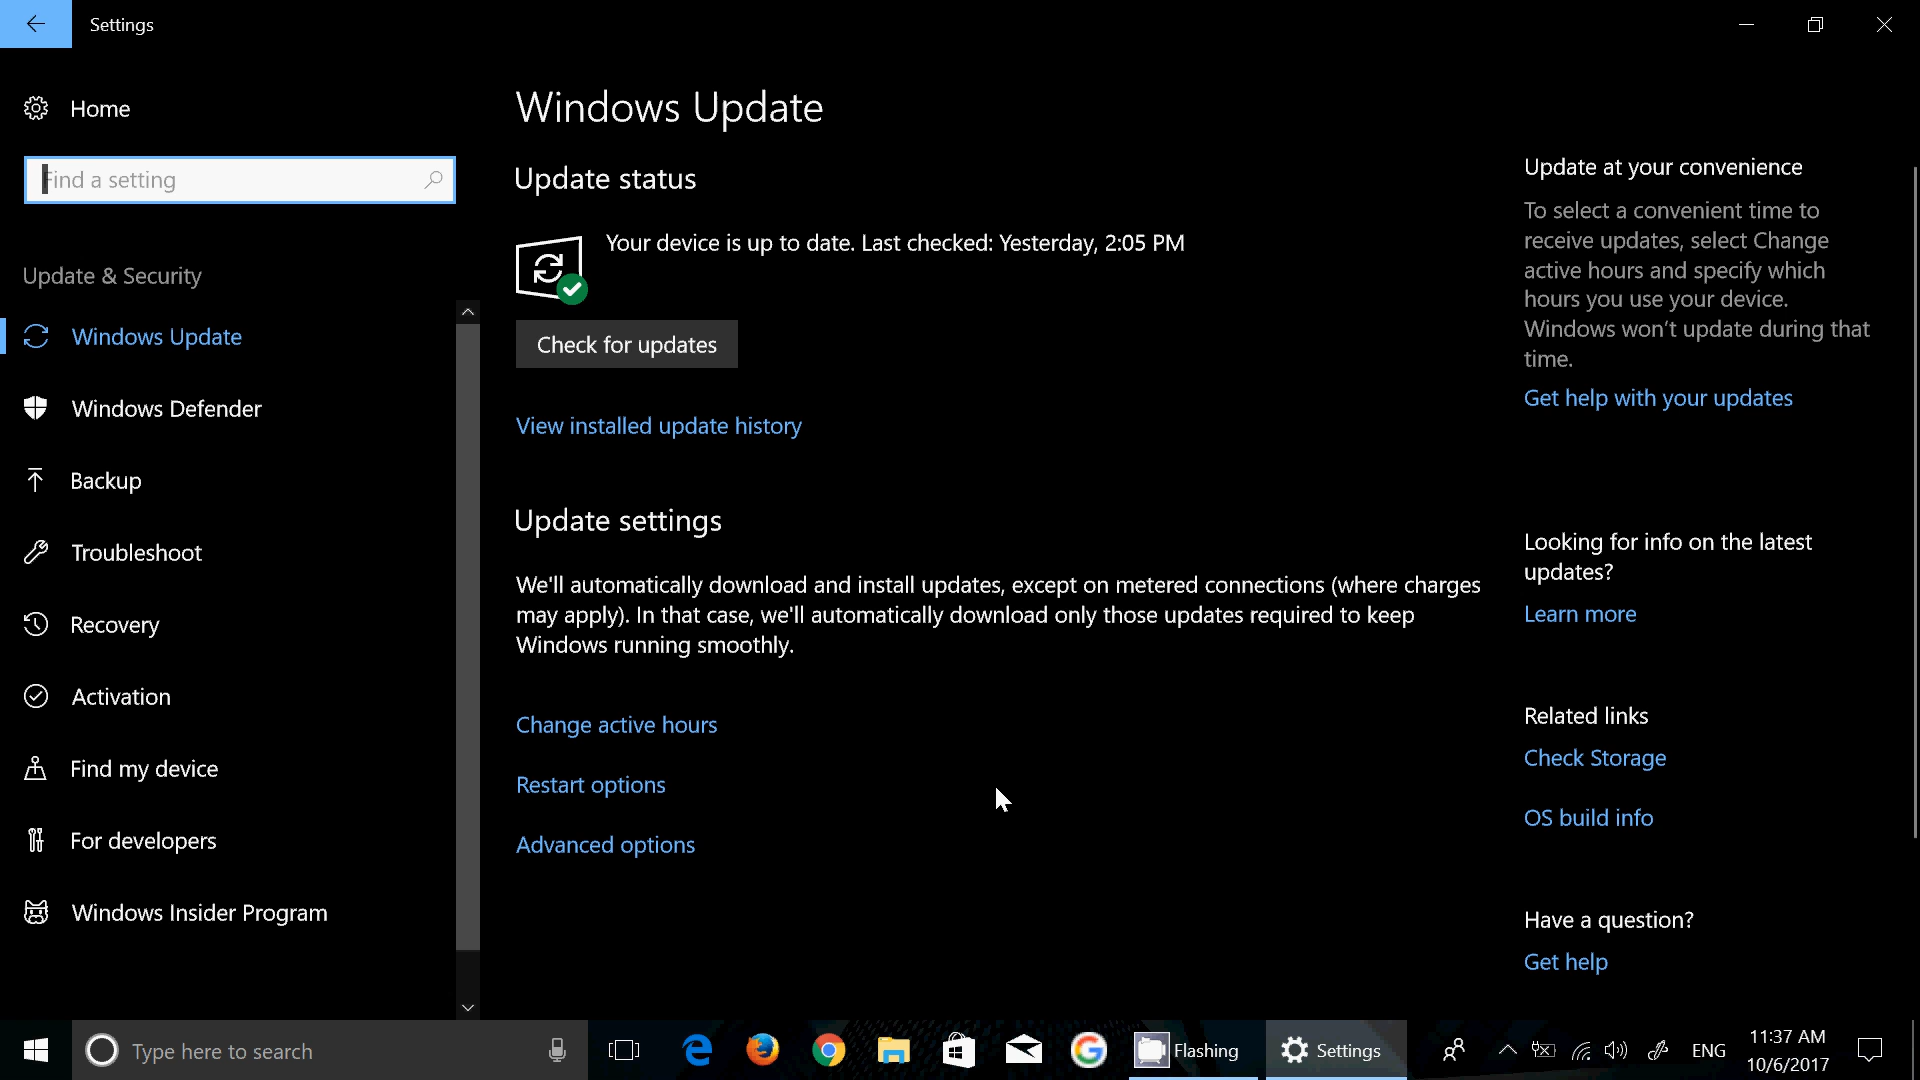 Settings
Home
Find a setting
Update & Security
Windows Update
Windows Defender
Backup
Troubleshoot
Recovery
Activation
Find my device
For developers
Windows Insider Program
Windows Update
Update status
Your device is up to date. Last checked: Yesterday, 2:05 PM
Check for updates
View installed update history
Update settings
We'll automatically download and install updates, except on metered connections (where charges
may apply). In that case, we'll automatically download only those updates required to keep
Windows running smoothly.
Change active hours
Restart options
Advanced options
Update at your convenience
To select a convenient time to
receive updates, select Change
active hours and specify which
hours you use your device.
Windows won't update during that
time.
Get help with your updates
Looking for info on the latest
updates?
Learn more
Related links
Check Storage
OS build info
Have a question?
Get help
Type here to search
Flashing
Settings
ENG
11:37 AM
10/6/2017